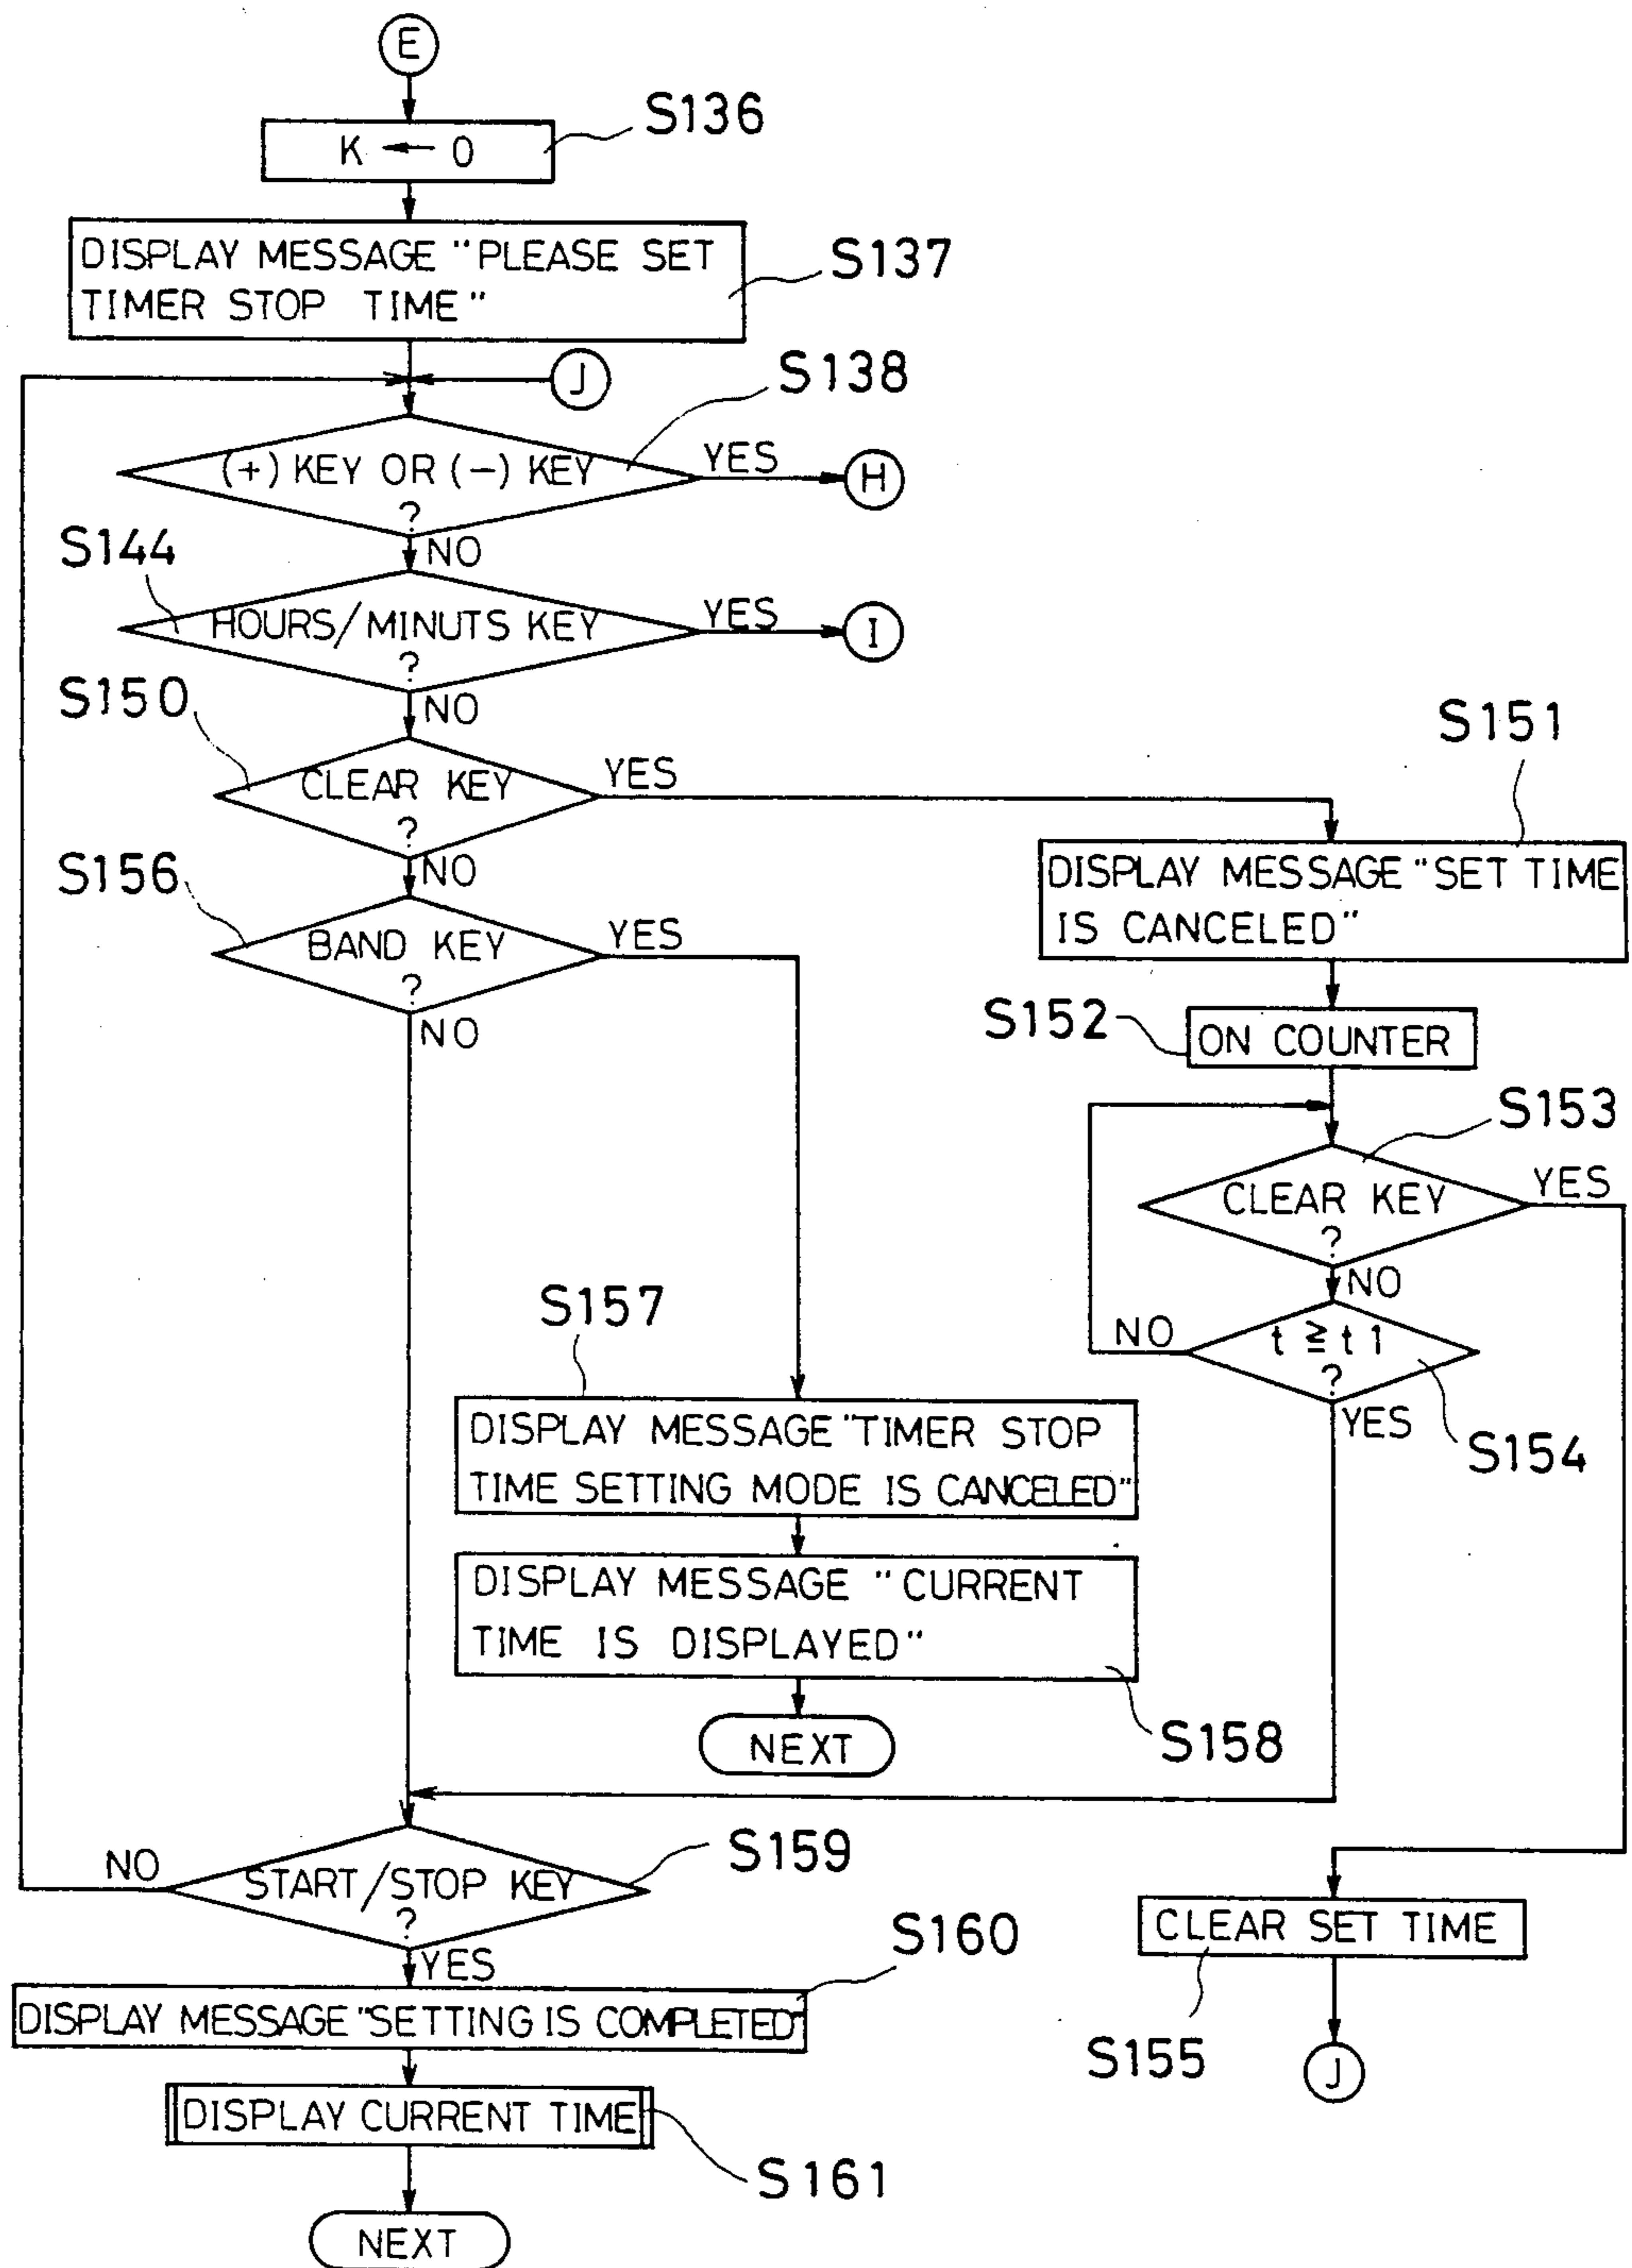 E
S136
K ← 0
DISPLAY MESSAGE "PLEASE SET
TIMER STOP TIME"
S137
J
S138
(+) KEY OR (-) KEY
?
YES
H
NO
S144
HOURS/MINUTS KEY
?
YES
I
NO
S150
CLEAR KEY
?
YES
NO
S151
DISPLAY MESSAGE "SET TIME
IS CANCELED"
S156
BAND KEY
?
YES
NO
S152
ON COUNTER
S153
CLEAR KEY
?
YES
NO
t ≧ t1
?
NO
YES
S154
S157
DISPLAY MESSAGE "TIMER STOP
TIME SETTING MODE IS CANCELED"
DISPLAY MESSAGE "CURRENT
TIME IS DISPLAYED"
S158
NEXT
S159
START/STOP KEY
?
NO
YES
CLEAR SET TIME
S155
J
S160
DISPLAY MESSAGE "SETTING IS COMPLETED"
DISPLAY CURRENT TIME
S161
NEXT